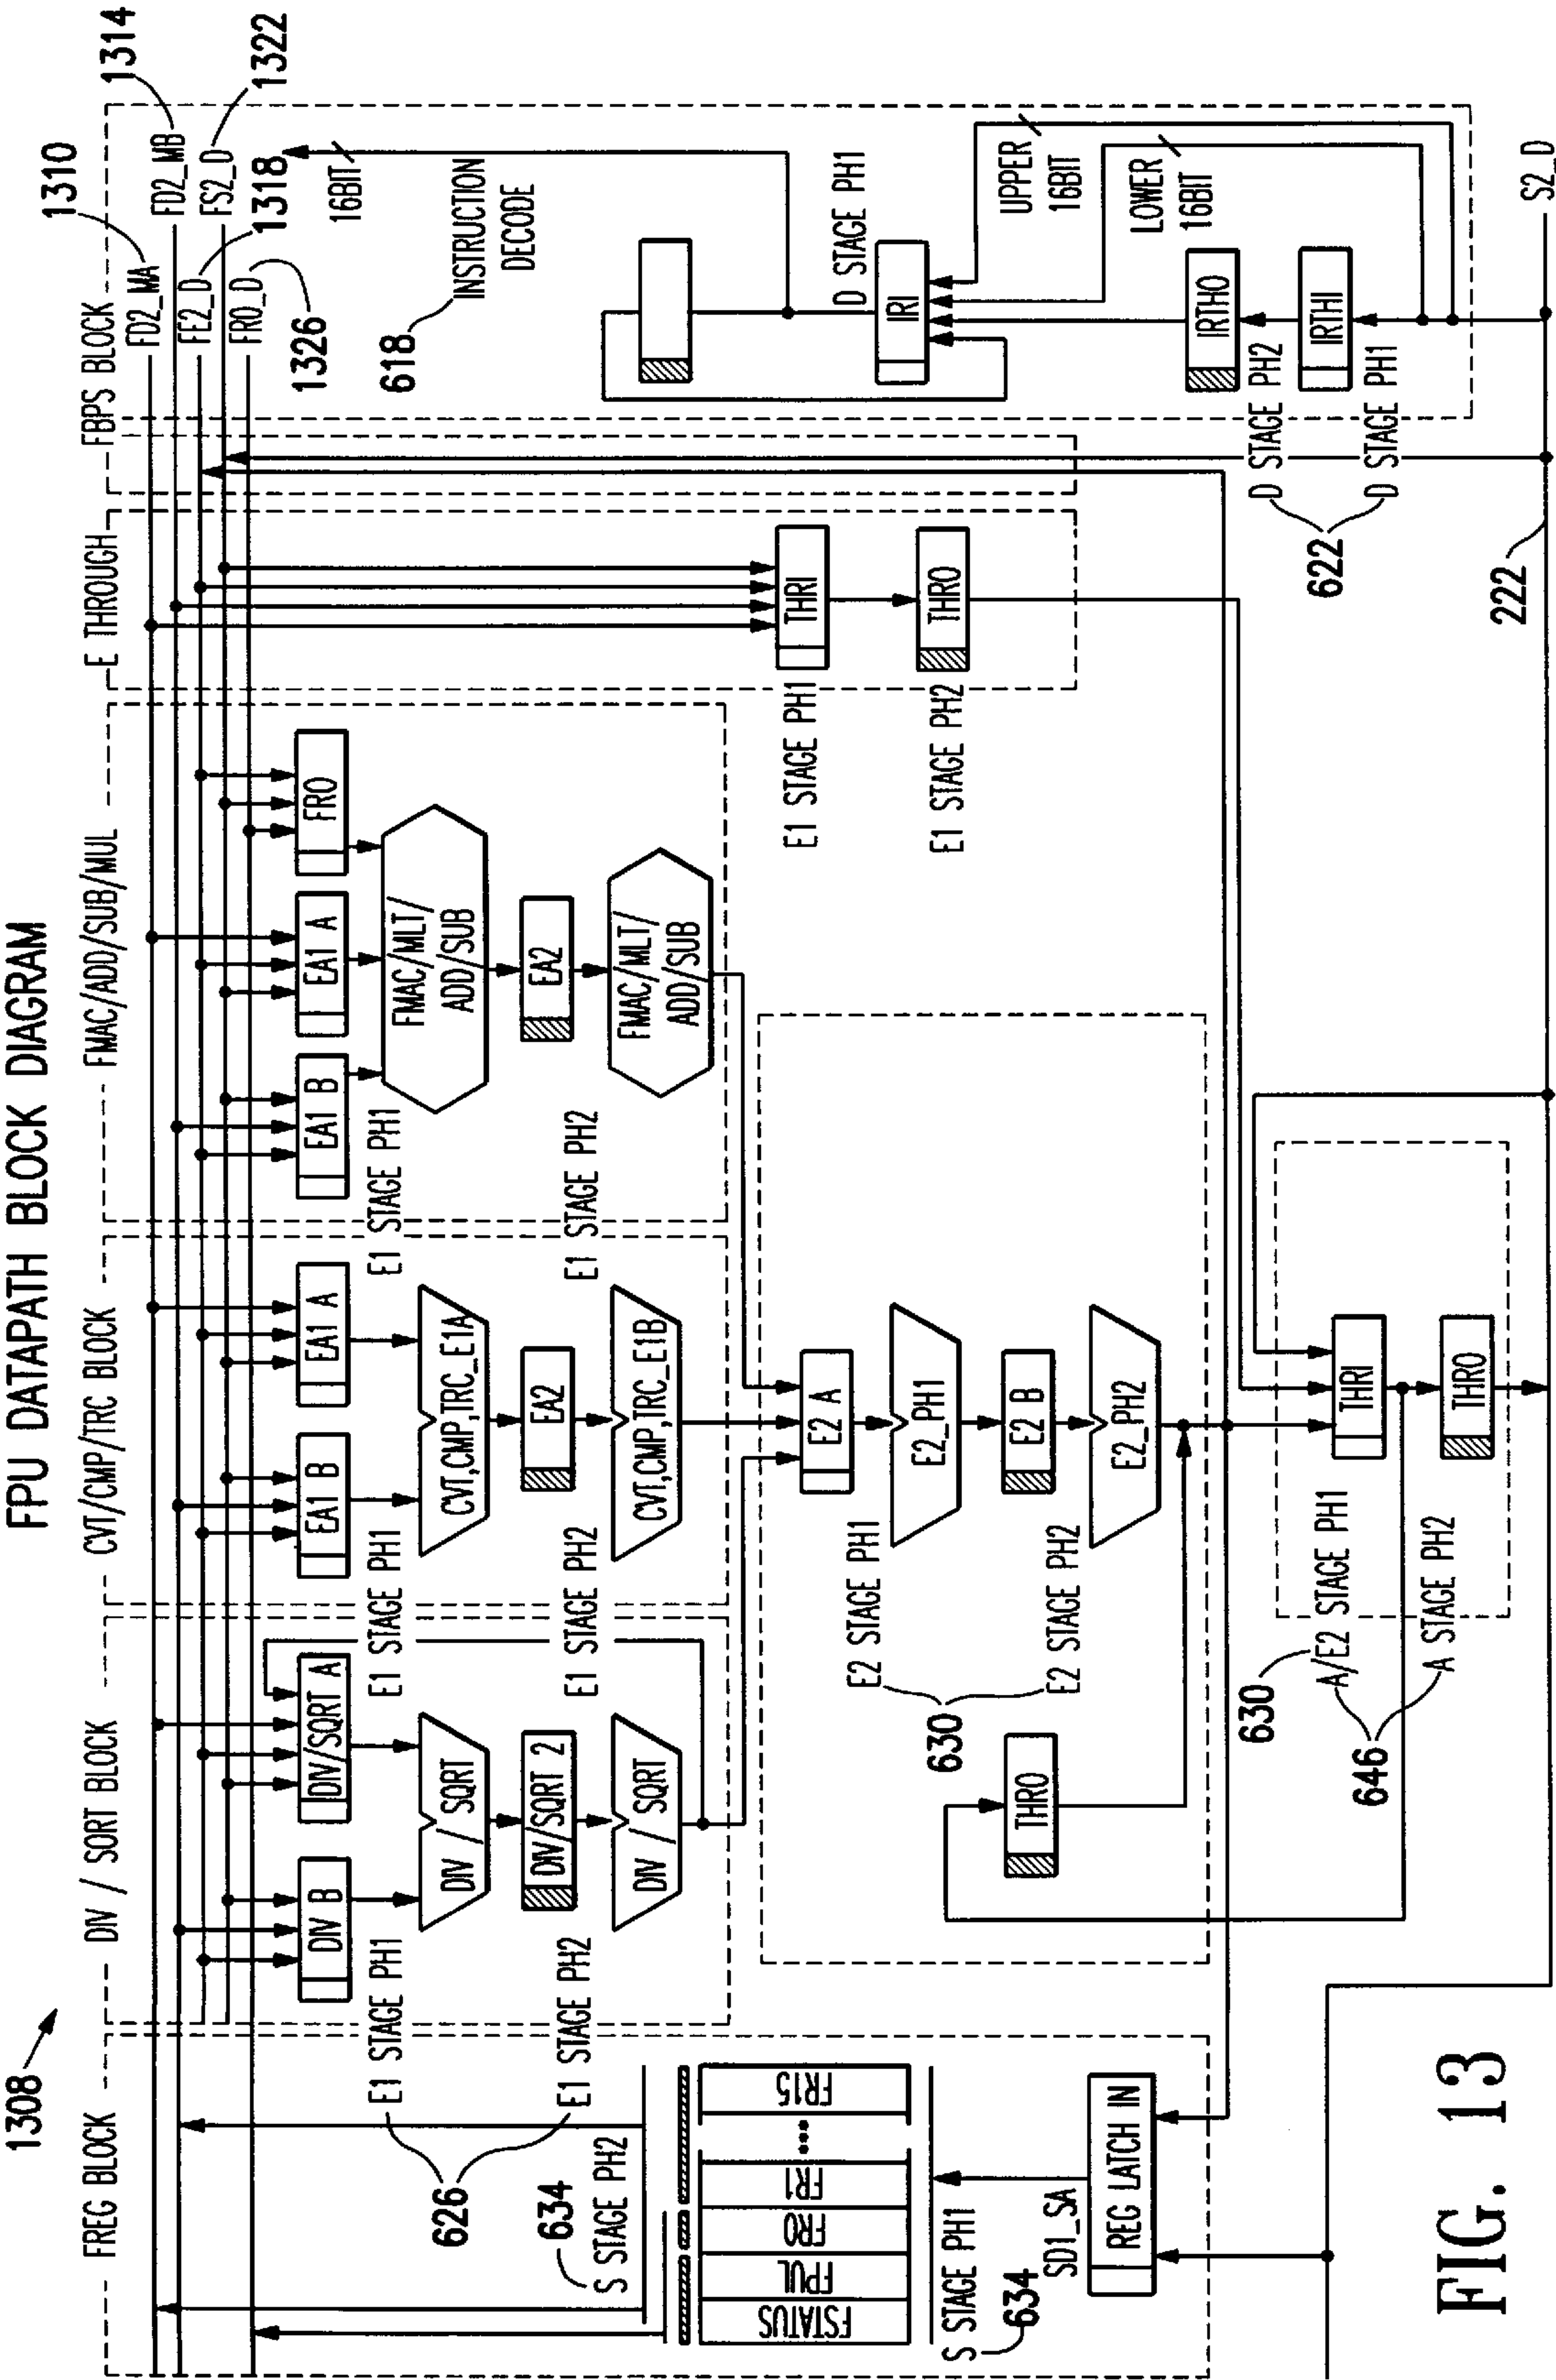 FPU DATAPATH BLOCK DIAGRAM
1308
FREG BLOCK
DIV / SORT BLOCK
CVT/CMP/TRC BLOCK
FMAC/ADD/SUB/MUL
E THROUGH
FBPS BLOCK
1310
1314
FD2_MA
FD2_MB
FE2_D
FS2_D
FR0_D
1318
1322
1326
16BIT
618
INSTRUCTION
DECODE
DIV B
DIV/SQRT A
EA1 B
EA1 A
EA1 B
EA1 A
FRO
E1 STAGE PH1
E1 STAGE PH1
E1 STAGE PH1
626
DIV / SQRT
CVT,CMP,TRC_E1A
FMAC/MLT/
ADD/SUB
DIV/SQRT 2
EA2
EA2
E1 STAGE PH2
E1 STAGE PH2
E1 STAGE PH2
DIV / SQRT
CVT,CMP,TRC_E1B
FMAC/MLT/
ADD/SUB
634
S STAGE PH2
FSTATUS
FPUL
FR0
FR1
•••
FR15
S STAGE PH1
634
SD1_SA
REG LATCH IN
THRI
E1 STAGE PH1
THRO
E1 STAGE PH2
D STAGE PH1
IRI
UPPER
16BIT
LOWER
16BIT
IRTHO
D STAGE PH2
IRTHI
D STAGE PH1
622
E2 A
E2 STAGE PH1
E2_PH1
630
E2 B
E2 STAGE PH2
E2_PH2
THRO
630
A/E2 STAGE PH1
THRI
646
A STAGE PH2
THRO
222
S2_D
FIG. 13